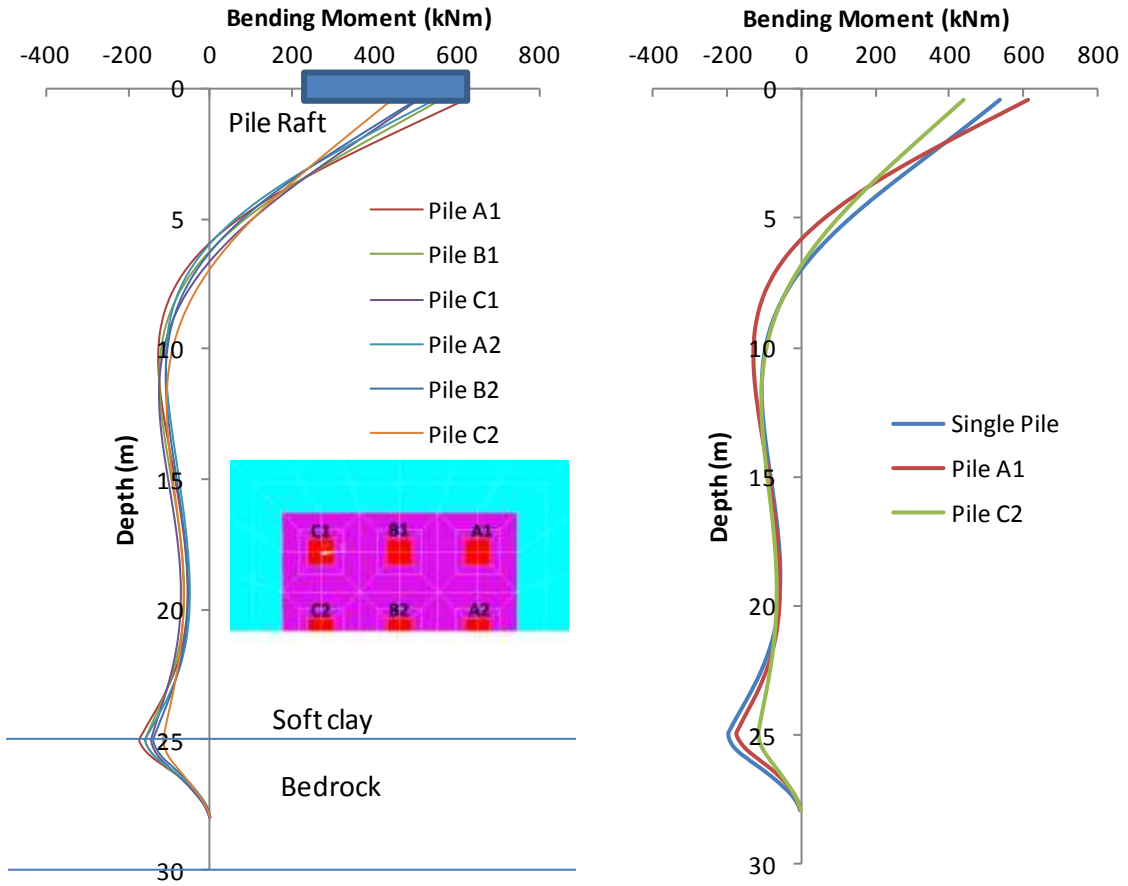 Bending Moment (kNm)
-400 -200 0 200 400 600 800
0
Pile Raft
5
10
15
20
25
30
Depth (m)
Pile A1
Pile B1
Pile C1
Pile A2
Pile B2
Pile C2
C1 B1 A1
C2 B2 A2
Soft clay
Bedrock
Bending Moment (kNm)
-400 -200 0 200 400 600 800
0
5
10
15
20
25
30
Depth (m)
Single Pile
Pile A1
Pile C2